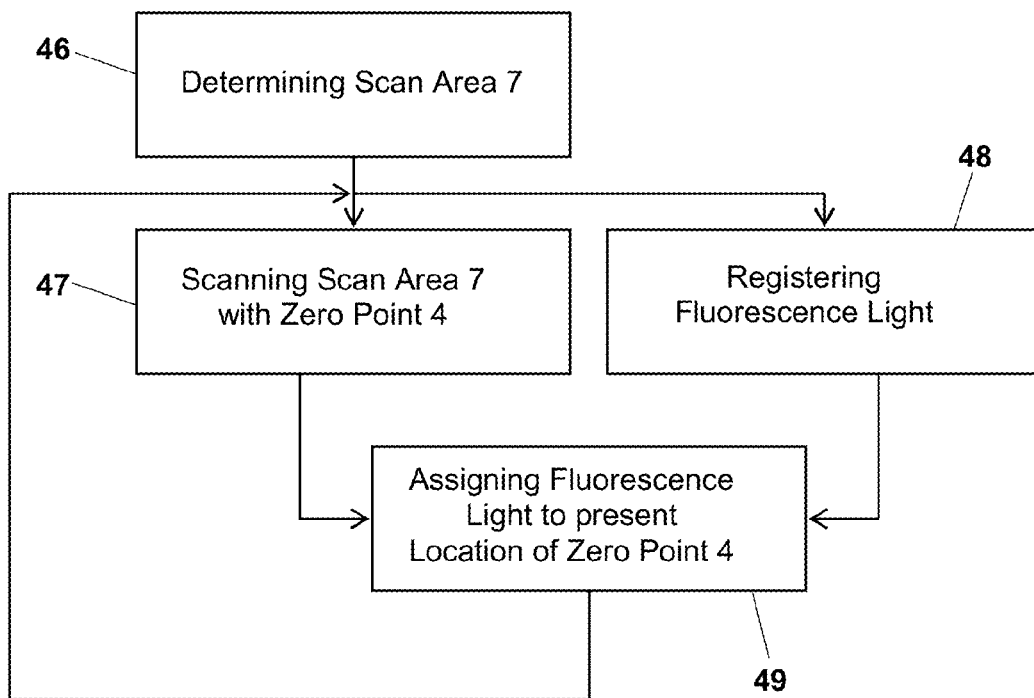 46
Determining Scan Area 7
48
47
Scanning Scan Area 7
with Zero Point 4
Registering
Fluorescence Light
Assigning Fluorescence
Light to present
Location of Zero Point 4
49